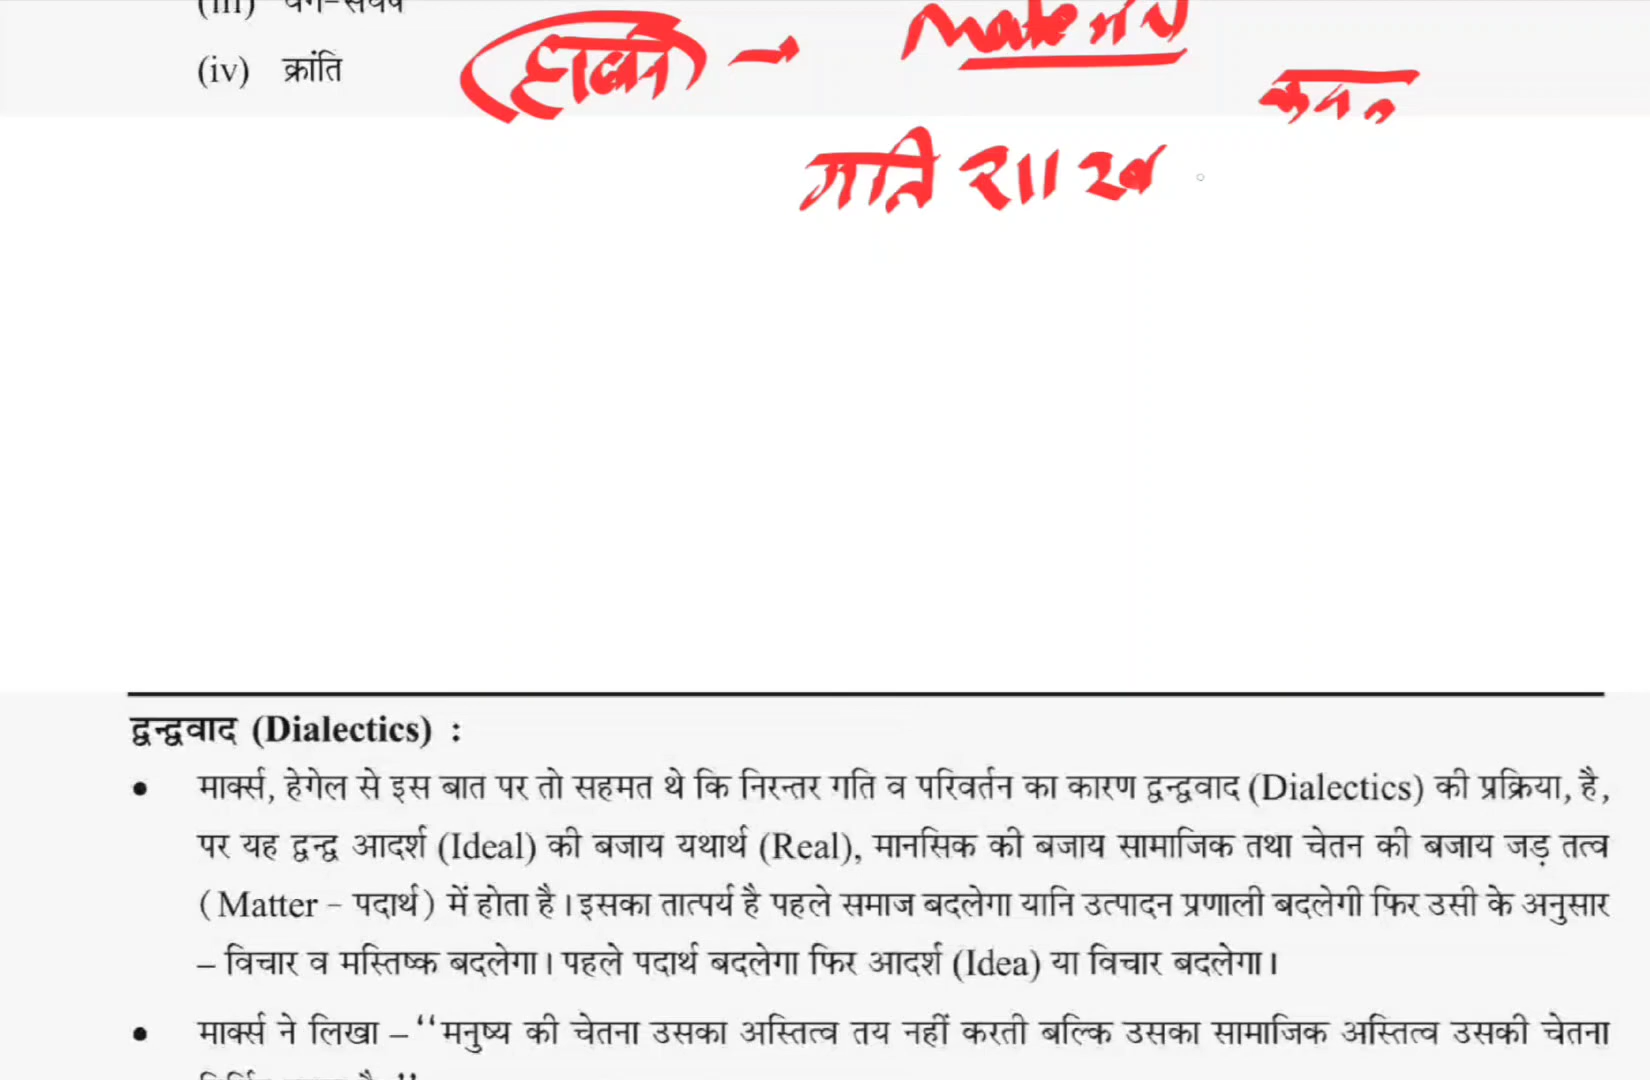 (iii) वर्ग-संघर्ष
(iv) क्रांति
→
गति
द्वन्द्ववाद (Dialectics) :
• मार्क्स, हेगेल से इस बात पर तो सहमत थे कि निरन्तर गति व परिवर्तन का कारण द्वन्द्ववाद (Dialectics) की प्रक्रिया, है,
पर यह द्वन्द्व आदर्श (Ideal) की बजाय यथार्थ (Real), मानसिक की बजाय सामाजिक तथा चेतन की बजाय जड़ तत्व
(Matter - पदार्थ) में होता है। इसका तात्पर्य है पहले समाज बदलेगा यानि उत्पादन प्रणाली बदलेगी फिर उसी के अनुसार
– विचार व मस्तिष्क बदलेगा। पहले पदार्थ बदलेगा फिर आदर्श (Idea) या विचार बदलेगा।
• मार्क्स ने लिखा – ‘‘मनुष्य की चेतना उसका अस्तित्व तय नहीं करती बल्कि उसका सामाजिक अस्तित्व उसकी चेतना